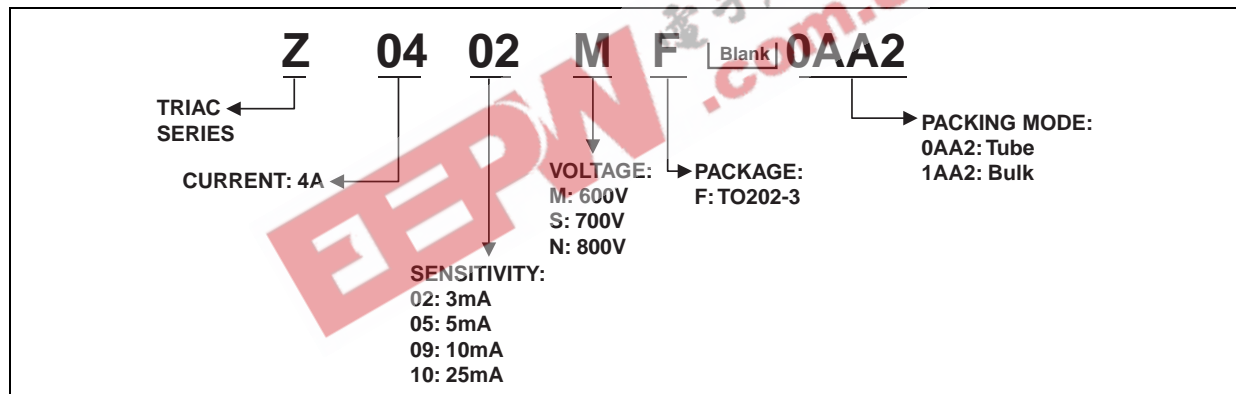 Z 04 02 M F Blank 0AA2
TRIAC
SERIES
CURRENT: 4A
SENSITIVITY:
02: 3mA
05: 5mA
09: 10mA
10: 25mA
VOLTAGE:
M: 600V
S: 700V
N: 800V
PACKAGE:
F: TO202-3
PACKING MODE:
0AA2: Tube
1AA2: Bulk
EEPW
.com.